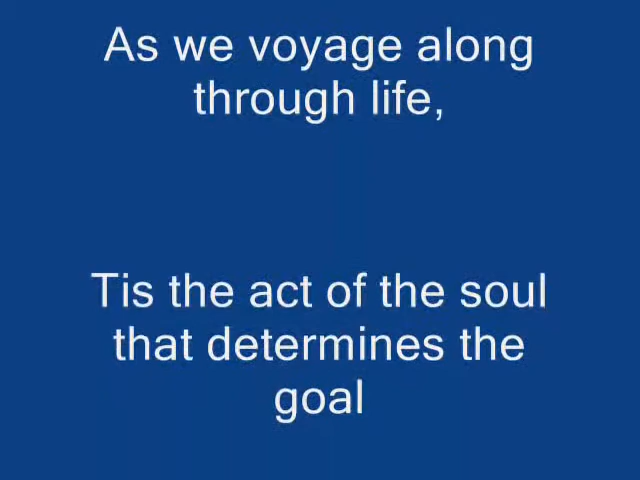 As we voyage along
through life,
Tis the act of the soul
that determines the
goal